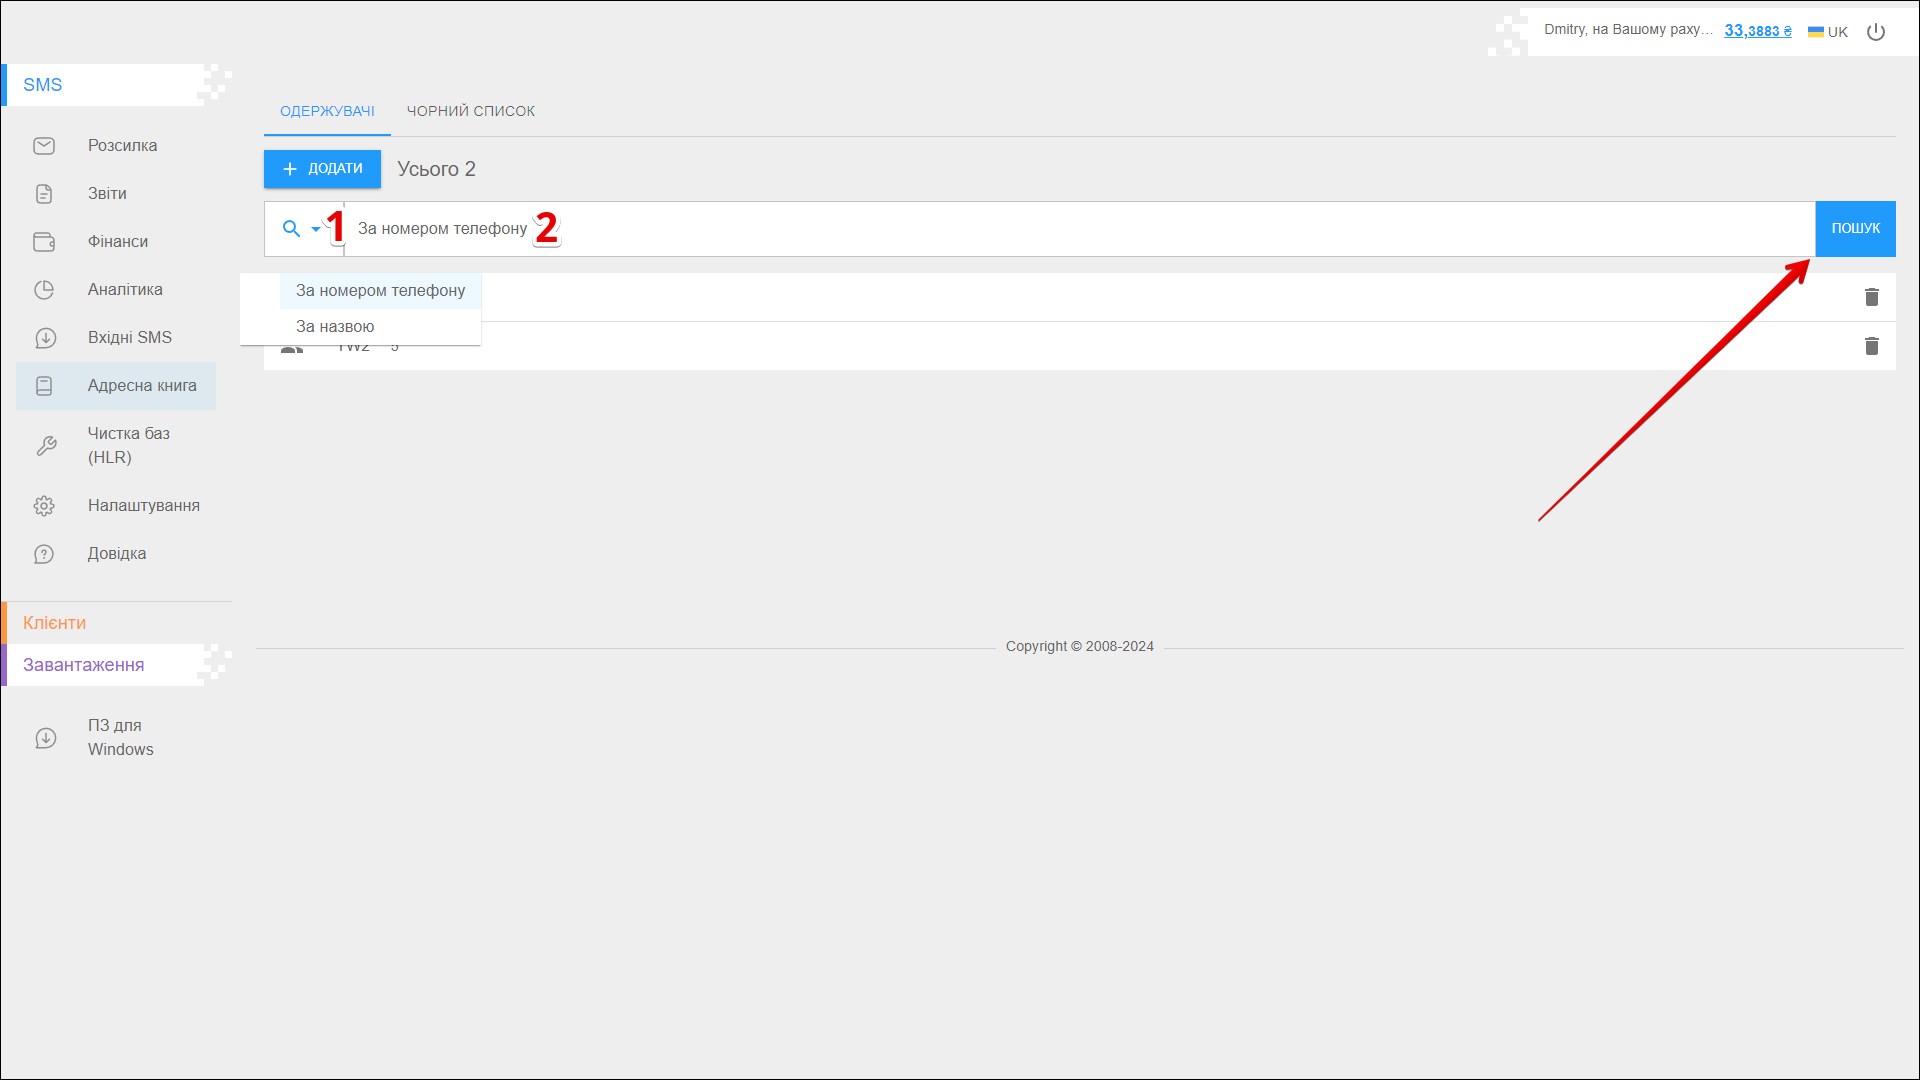 Dmitry, на Вашому раху... 33,3883 ₴ UK
SMS
ОДЕРЖУВАЧІ ЧОРНИЙ СПИСОК
Розсилка
ДОДАТИ Усього 2
Звіти
1 За номером телефону 2 ПОШУК
Фінанси
Аналітика
За номером телефону
За назвою
Вхідні SMS
Адресна книга
Чистка баз
(HLR)
Налаштування
Довідка
Клієнти
Copyright © 2008-2024
Завантаження
ПЗ для
Windows